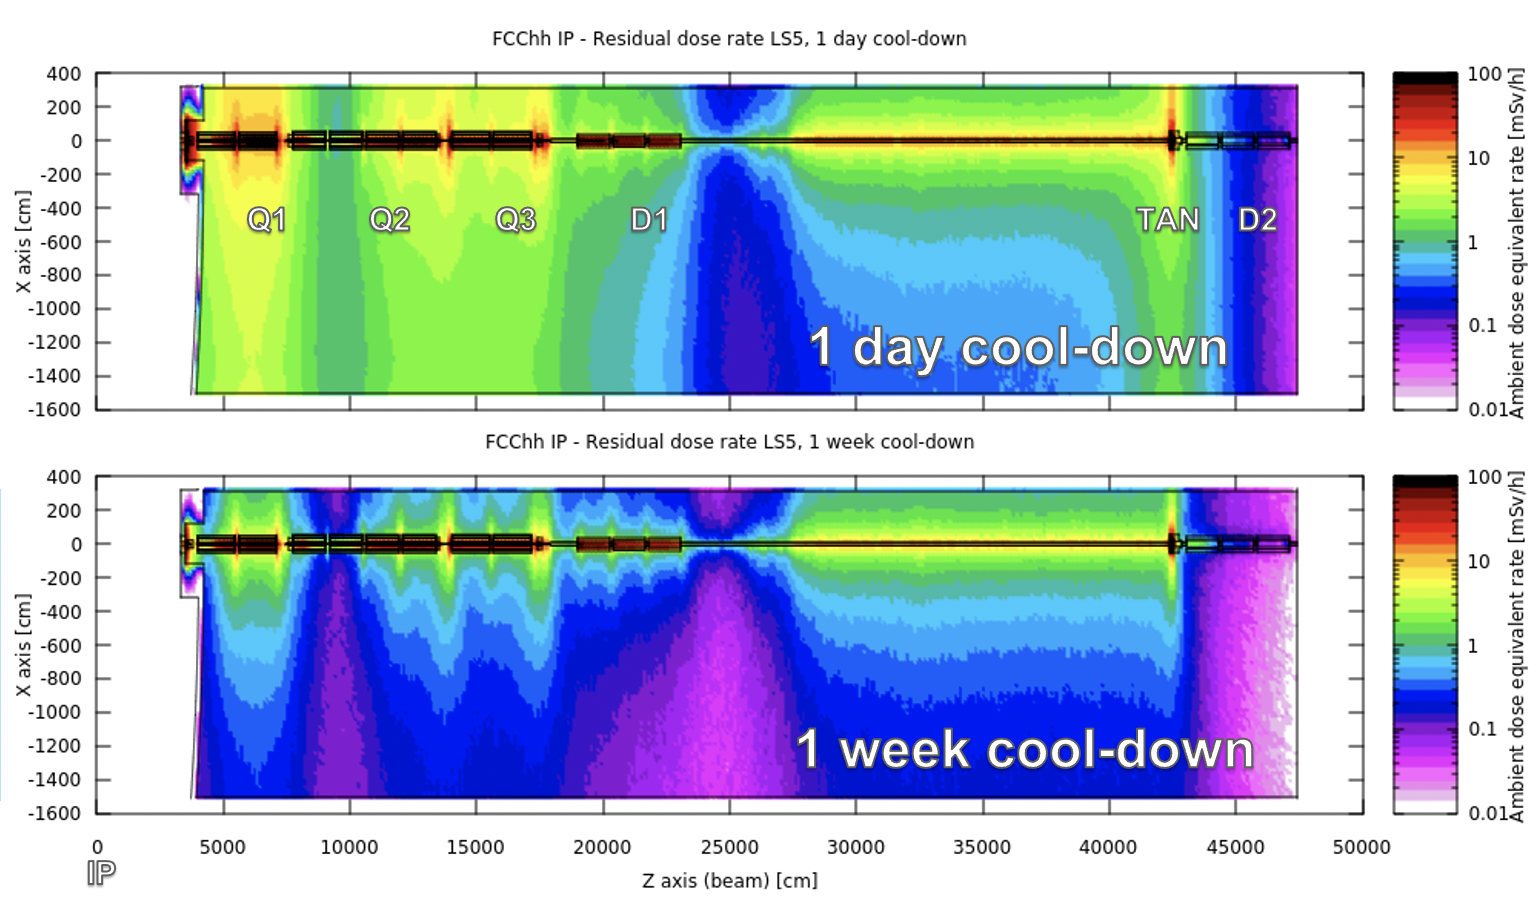 FCChh IP - Residual dose rate LS5, 1 day cool-down
400
200
0
-200
-400
-600
-800
-1000
-1200
-1400
-1600
X axis [cm]
Q1 Q2 Q3 D1 TAN D2
1 day cool-down
100
10
1
0.1
0.01
Ambient dose equivalent rate [mSv/h]
FCChh IP - Residual dose rate LS5, 1 week cool-down
400
200
0
-200
-400
-600
-800
-1000
-1200
-1400
-1600
X axis [cm]
1 week cool-down
100
10
1
0.1
0.01
Ambient dose equivalent rate [mSv/h]
0 5000 10000 15000 20000 25000 30000 35000 40000 45000 50000
IP
Z axis (beam) [cm]